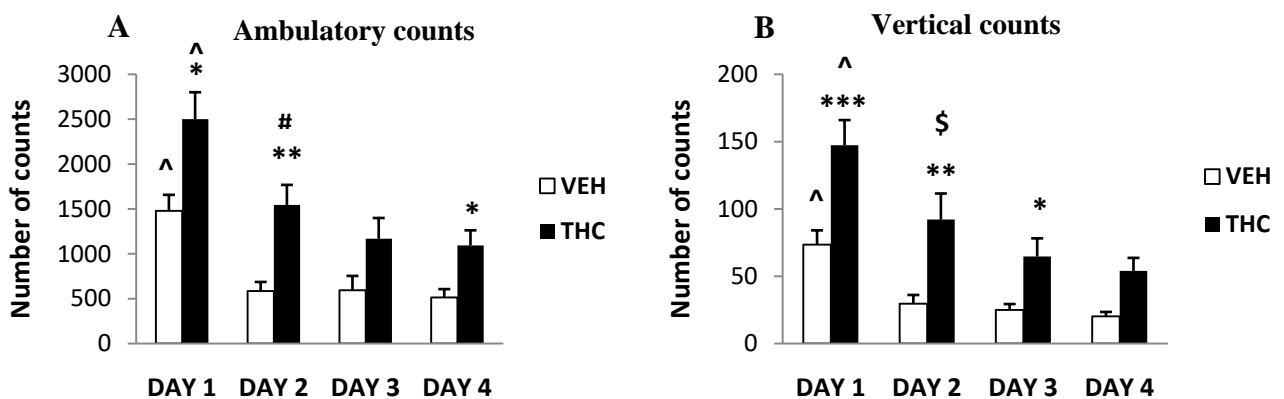 A Ambulatory counts
Number of counts
3000
2500
2000
1500
1000
500
0
^
^
*
#
**
*
DAY 1 DAY 2 DAY 3 DAY 4
VEH
THC
B Vertical counts
Number of counts
200
150
100
50
0
^
^
***
$
**
*
DAY 1 DAY 2 DAY 3 DAY 4
VEH
THC